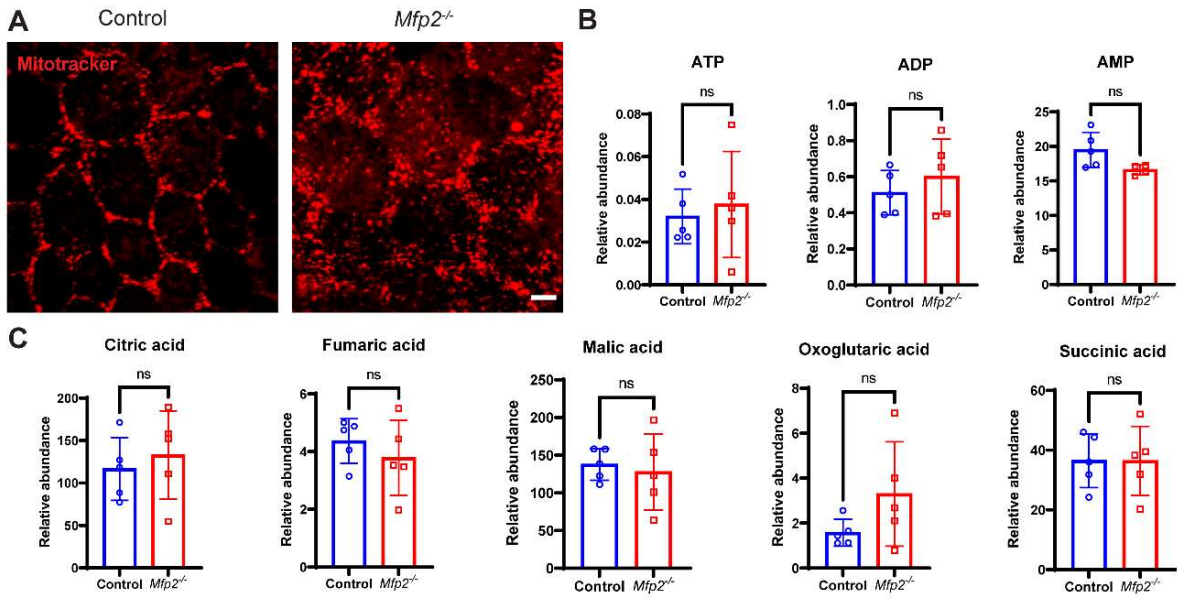 A
Control
Mfp2-/-
Mitotracker
B
ATP
ns
Relative abundance
0.08
0.06
0.04
0.02
0.00
Control Mfp2-/-
ADP
ns
Relative abundance
1.0
0.8
0.6
0.4
0.2
0.0
Control Mfp2-/-
AMP
ns
Relative abundance
25
20
15
10
5
0
Control Mfp2-/-
C
Citric acid
ns
Relative abundance
200
150
100
50
0
Control Mfp2-/-
Fumaric acid
ns
Relative abundance
6
4
2
0
Control Mfp2-/-
Malic acid
ns
Relative abundance
250
200
150
100
50
0
Control Mfp2-/-
Oxoglutaric acid
ns
Relative abundance
8
6
4
2
0
Control Mfp2-/-
Succinic acid
ns
Relative abundance
60
40
20
0
Control Mfp2-/-